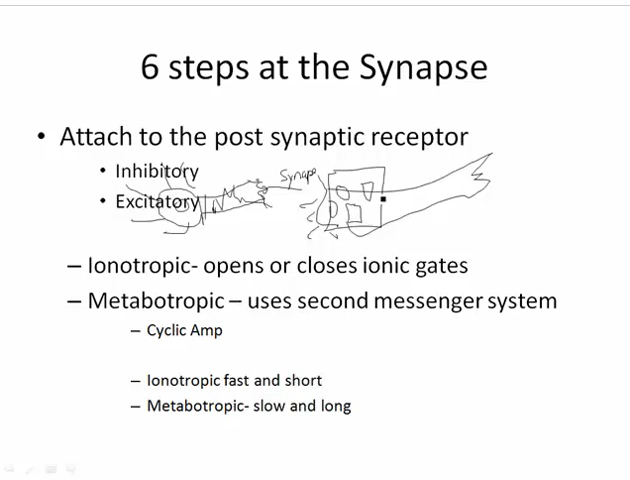 6 steps at the Synapse
• Attach to the post synaptic receptor
• Inhibitory
• Excitatory
Synaps
– Ionotropic- opens or closes ionic gates
– Metabotropic – uses second messenger system
– Cyclic Amp
– Ionotropic fast and short
– Metabotropic- slow and long